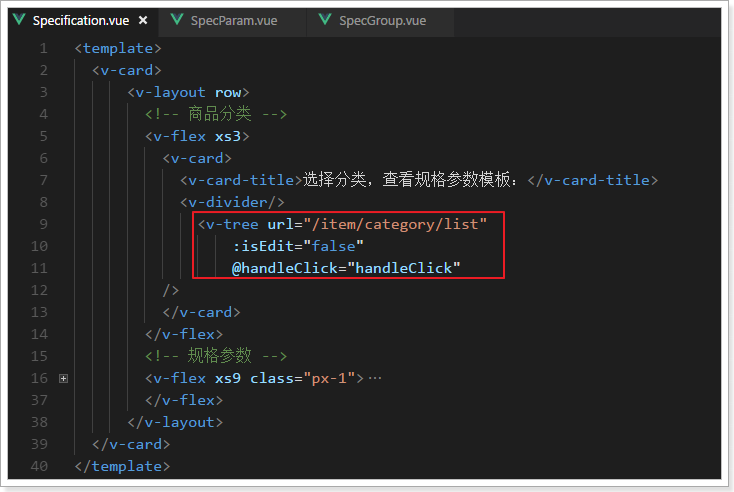 Specification.vue × SpecParam.vue SpecGroup.vue
1 <template>
2 <v-card>
3 <v-layout row>
4 <!-- 商品分类 -->
5 <v-flex xs3>
6 <v-card>
7 <v-card-title>选择分类，查看规格参数模板：</v-card-title>
8 <v-divider/>
9 <v-tree url="/item/category/list"
10 :isEdit="false"
11 @handleClick="handleClick"
12 />
13 </v-card>
14 </v-flex>
15 <!-- 规格参数 -->
16 <v-flex xs9 class="px-1">…
37 </v-flex>
38 </v-layout>
39 </v-card>
40 </template>